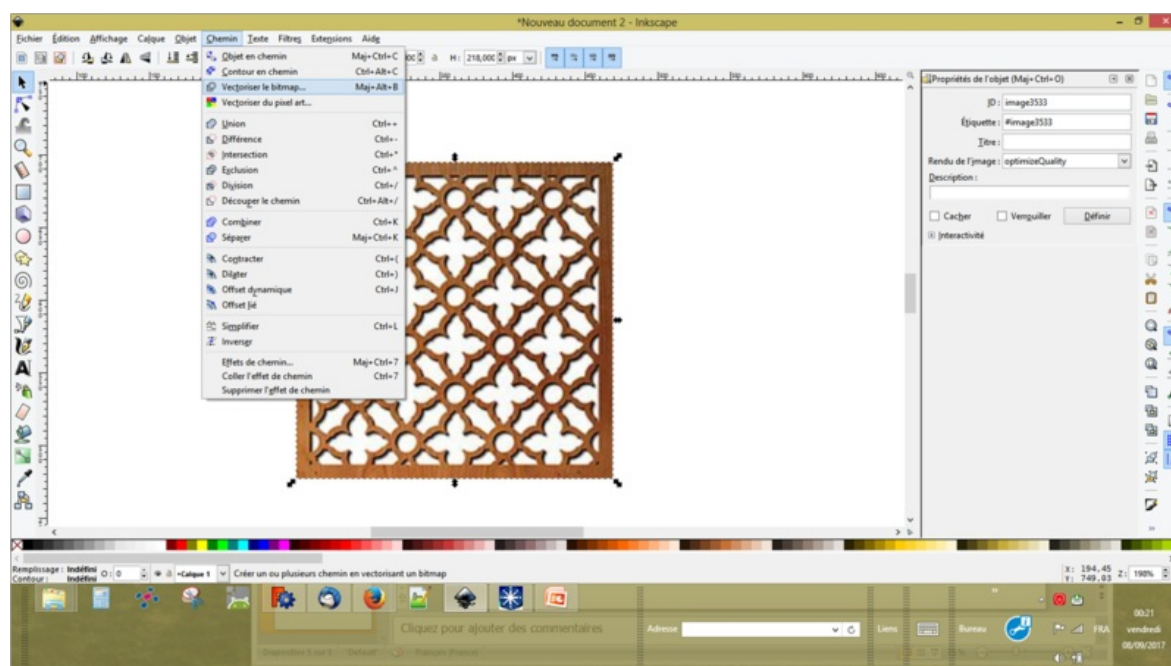 *Nouveau document 2 - Inkscape
Fichier Édition Affichage Calque Objet Chemin Texte Filtres Extensions Aide
H: 218,000 px
Objet en chemin Maj+Ctrl+C
Contour en chemin Ctrl+Alt+C
Vectoriser le bitmap... Maj+Alt+B
Vectoriser du pixel art...
Union Ctrl++
Différence Ctrl+-
Intersection Ctrl+*
Exclusion Ctrl+^
Division Ctrl+/
Découper le chemin Ctrl+Alt+/
Combiner Ctrl+K
Séparer Maj+Ctrl+K
Contracter Ctrl+(
Dilater Ctrl+)
Offset dynamique Ctrl+J
Offset lié
Simplifier Ctrl+L
Inverser
Effets de chemin... Maj+Ctrl+7
Coller l'effet de chemin Ctrl+7
Supprimer l'effet de chemin
Propriétés de l'objet (Maj+Ctrl+O)
ID : image3533
Étiquette : #image3533
Titre :
Rendu de l'image : optimizeQuality
Description :
Cacher Verrouiller Définir
Interactivité
Remplissage : Indéfini
Contour : Indéfini
O: 0
Calque 1
Créer un ou plusieurs chemin en vectorisant un bitmap
X: 194,45
Y: 749,03
Z: 198%
Cliquez pour ajouter des commentaires
Adresse
Liens
Bureau
FRA
00:21
vendredi
08/09/2017
Français (France)